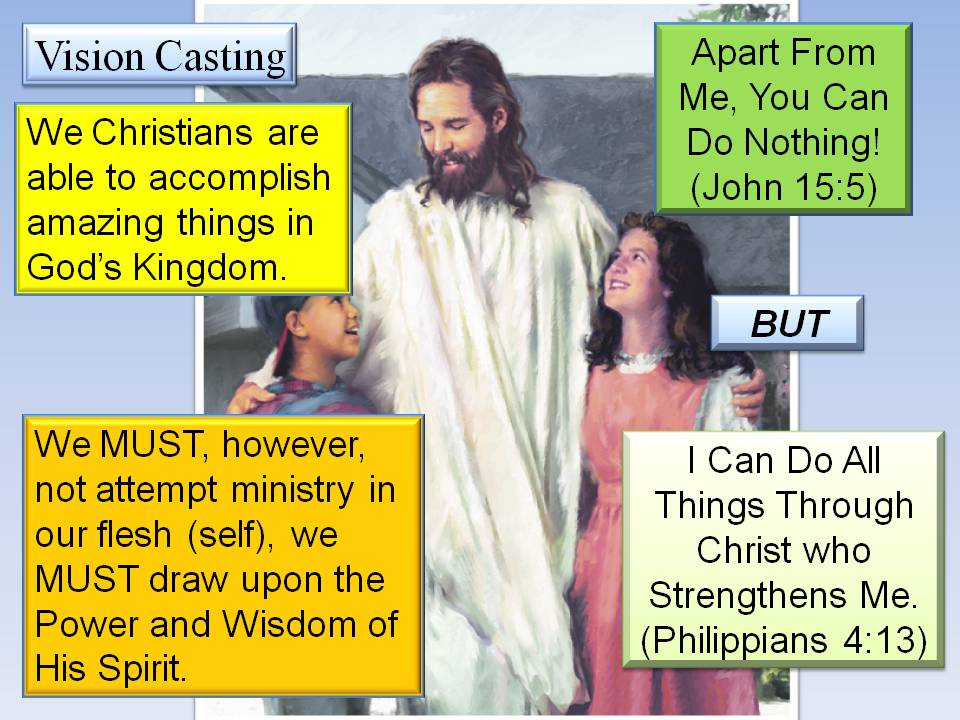 Vision Casting
We Christians are
able to accomplish
amazing things in
God's Kingdom.
We MUST, however,
not attempt ministry in
our flesh (self), we
MUST draw upon the
Power and Wisdom of
His Spirit.
Apart From
Me, You Can
Do Nothing!
(John 15:5)
BUT
I Can Do All
Things Through
Christ who
Strengthens Me.
(Philippians 4:13)